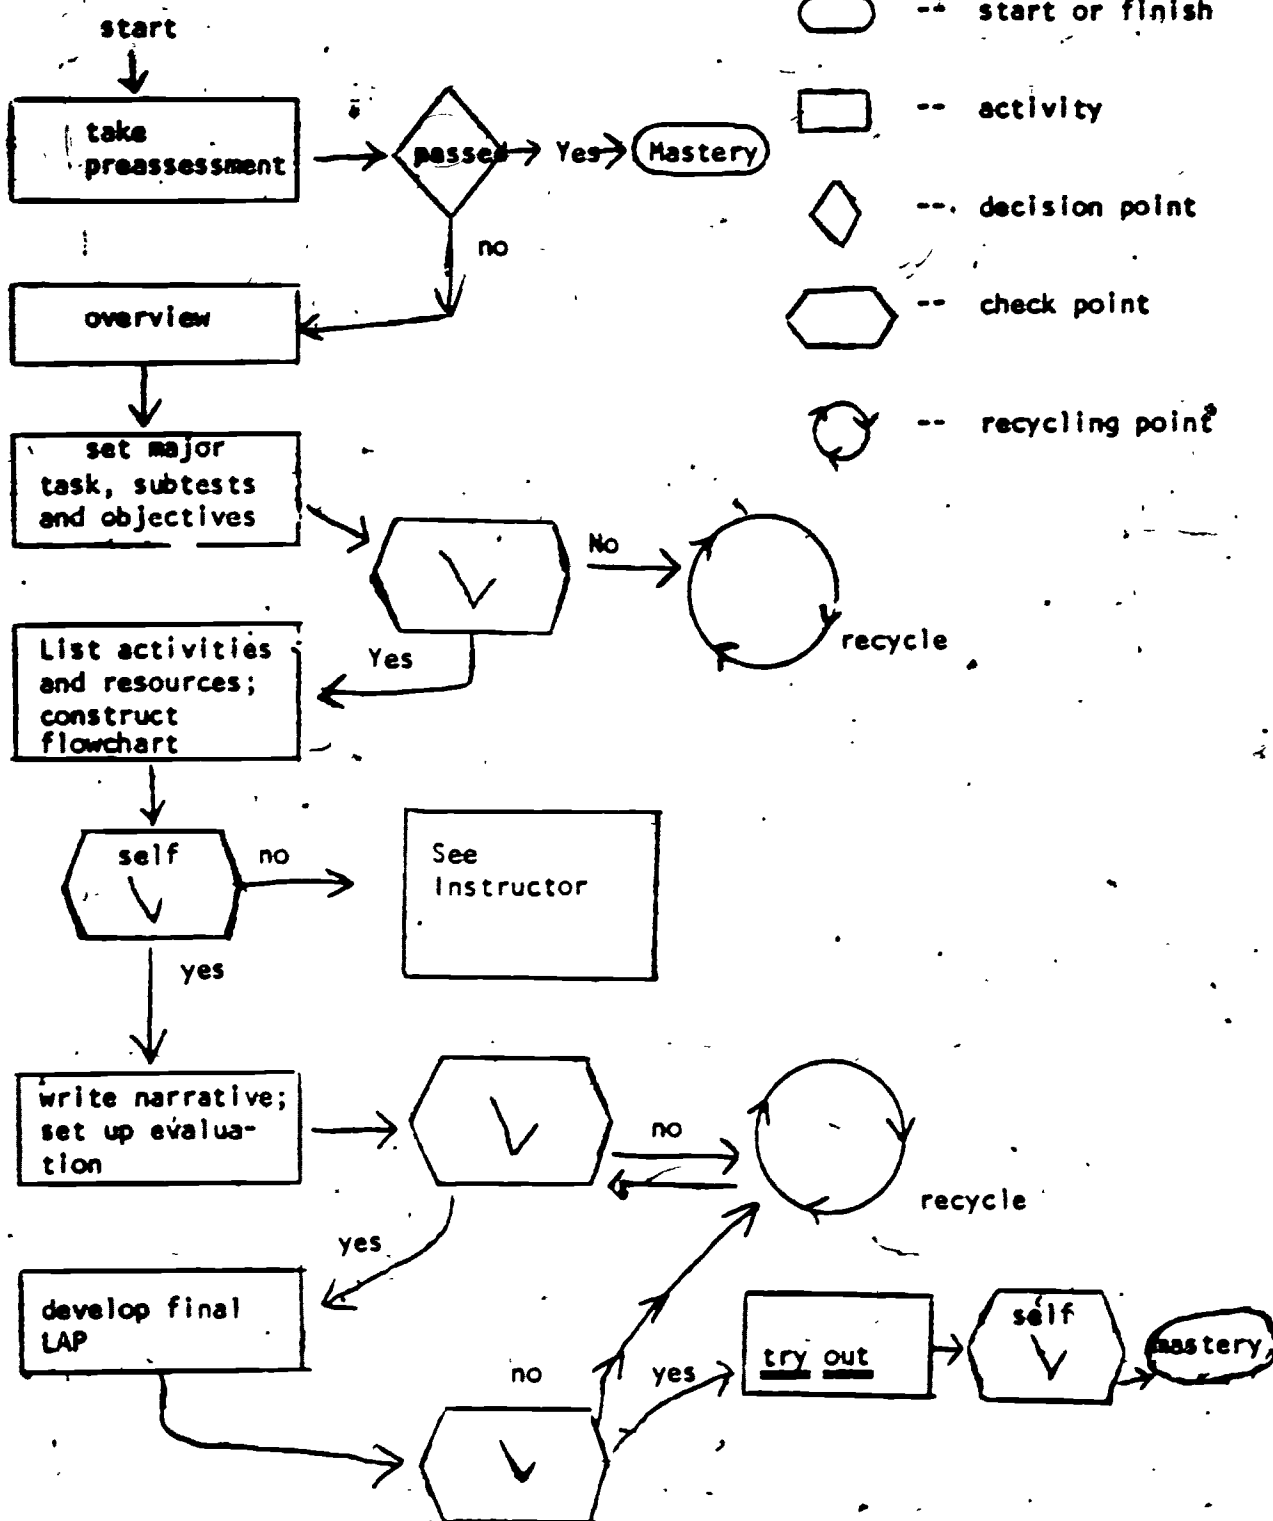 start
-- start or finish
take
preassessment
passed
Yes
Mastery
-- activity
-- decision point
no
overview
-- check point
-- recycling point
set major
task, subtests
and objectives
No
recycle
List activities
and resources;
construct
flowchart
Yes
self
no
See
Instructor
yes
write narrative;
set up evalua-
tion
no
recycle
yes
develop final
LAP
no
yes
try out
self
mastery